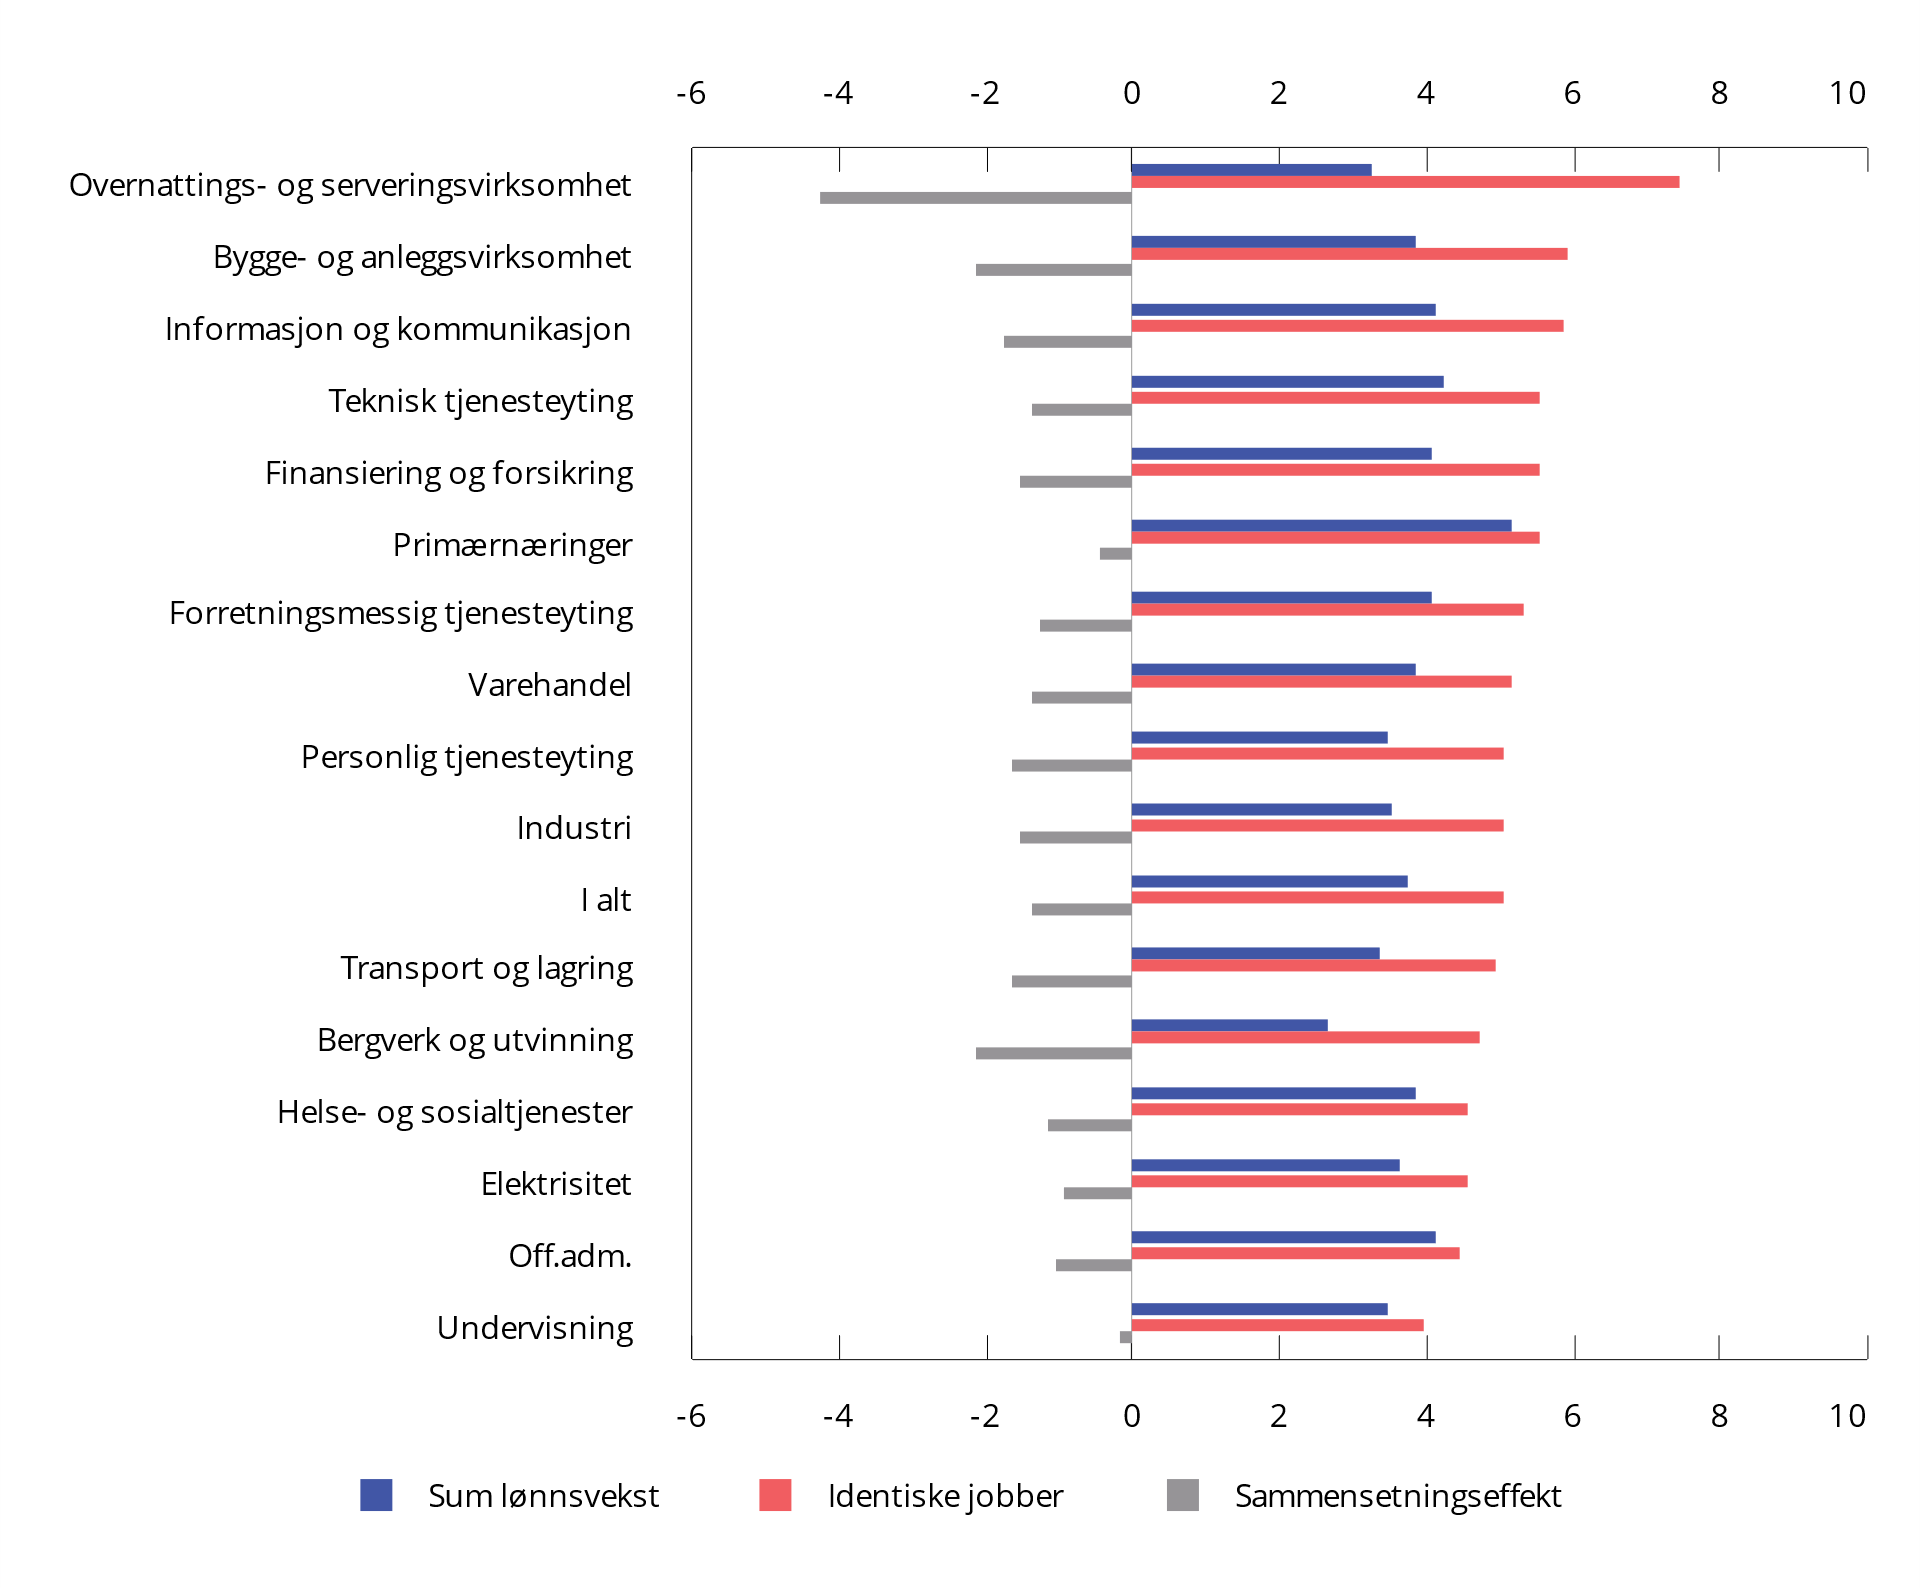 -6 -4 -2 0 2 4 6 8 10
Overnattings- og serveringsvirksomhet
Bygge- og anleggsvirksomhet
Informasjon og kommunikasjon
Teknisk tjenesteyting
Finansiering og forsikring
Primærnæringer
Forretningsmessig tjenesteyting
Varehandel
Personlig tjenesteyting
Industri
I alt
Transport og lagring
Bergverk og utvinning
Helse- og sosialtjenester
Elektrisitet
Off.adm.
Undervisning
-6 -4 -2 0 2 4 6 8 10
Sum lønnsvekst Identiske jobber Sammensetningseffekt